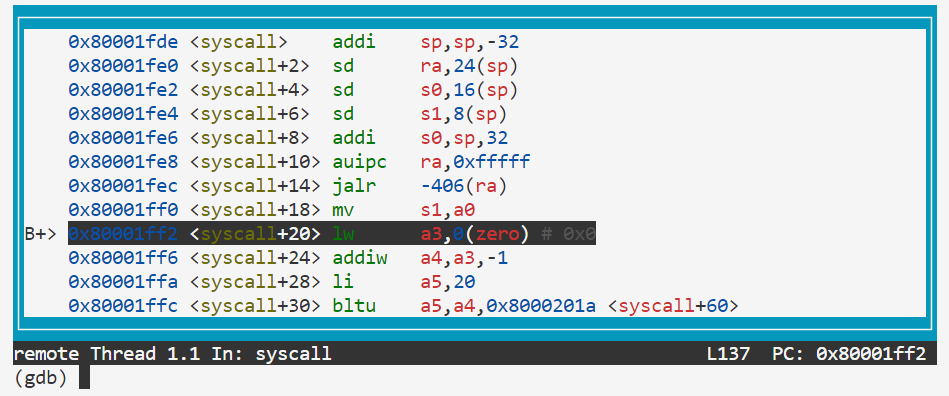 0x80001fde <syscall> addi sp,sp,-32
0x80001fe0 <syscall+2> sd ra,24(sp)
0x80001fe2 <syscall+4> sd s0,16(sp)
0x80001fe4 <syscall+6> sd s1,8(sp)
0x80001fe6 <syscall+8> addi s0,sp,32
0x80001fe8 <syscall+10> auipc ra,0xfffff
0x80001fec <syscall+14> jalr -406(ra)
0x80001ff0 <syscall+18> mv s1,a0
B+> 0x80001ff2 <syscall+20> lw a3,0(zero) # 0x0
0x80001ff6 <syscall+24> addiw a4,a3,-1
0x80001ffa <syscall+28> li a5,20
0x80001ffc <syscall+30> bltu a5,a4,0x8000201a <syscall+60>
remote Thread 1.1 In: syscall L137 PC: 0x80001ff2
(gdb)